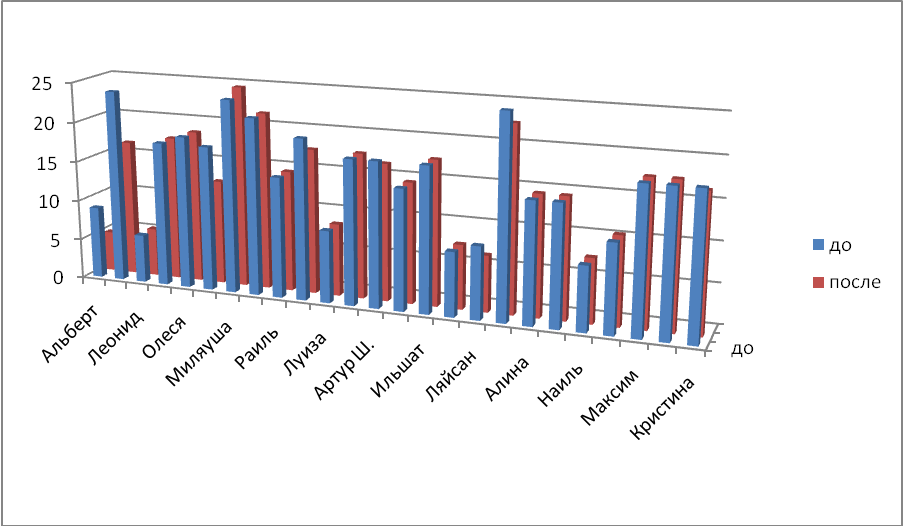 25
20
15
10
5
0
Альберт
Леонид
Олеся
Миляуша
Раиль
Луиза
Артур Ш.
Ильшат
Ляйсан
Алина
Наиль
Максим
Кристина
до
до
после